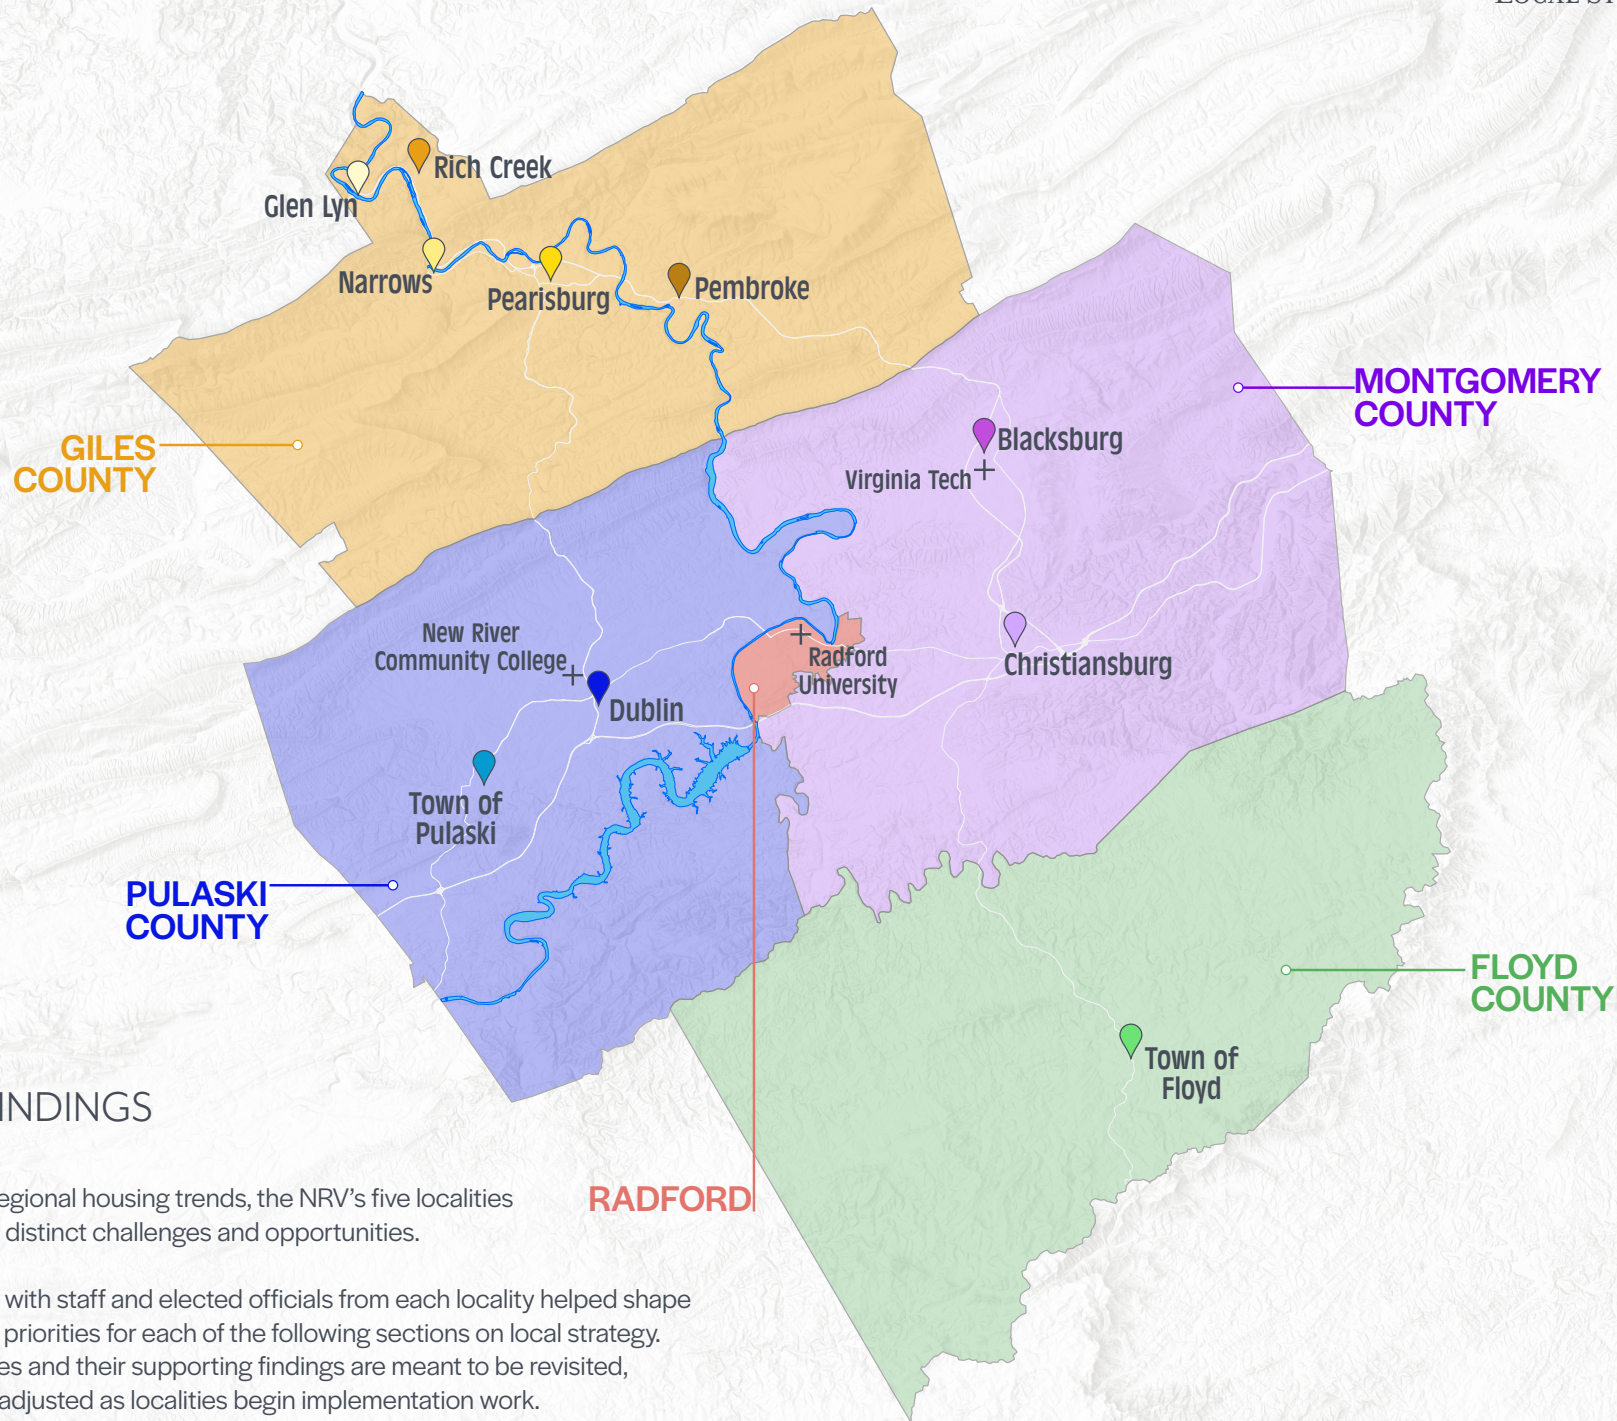 Rich Creek
Glen Lyn
Narrows
Pearisburg
Pembroke
MONTGOMERY
COUNTY
GILES
COUNTY
Blacksburg
Virginia Tech
New River
Community College
Radford
University
Christiansburg
Dublin
Town of
Pulaski
PULASKI
COUNTY
FLOYD
COUNTY
Town of
Floyd
RADFORD
INDINGS
egional housing trends, the NRV's five localities
distinct challenges and opportunities.
with staff and elected officials from each locality helped shape
priorities for each of the following sections on local strategy.
es and their supporting findings are meant to be revisited,
adjusted as localities begin implementation work.